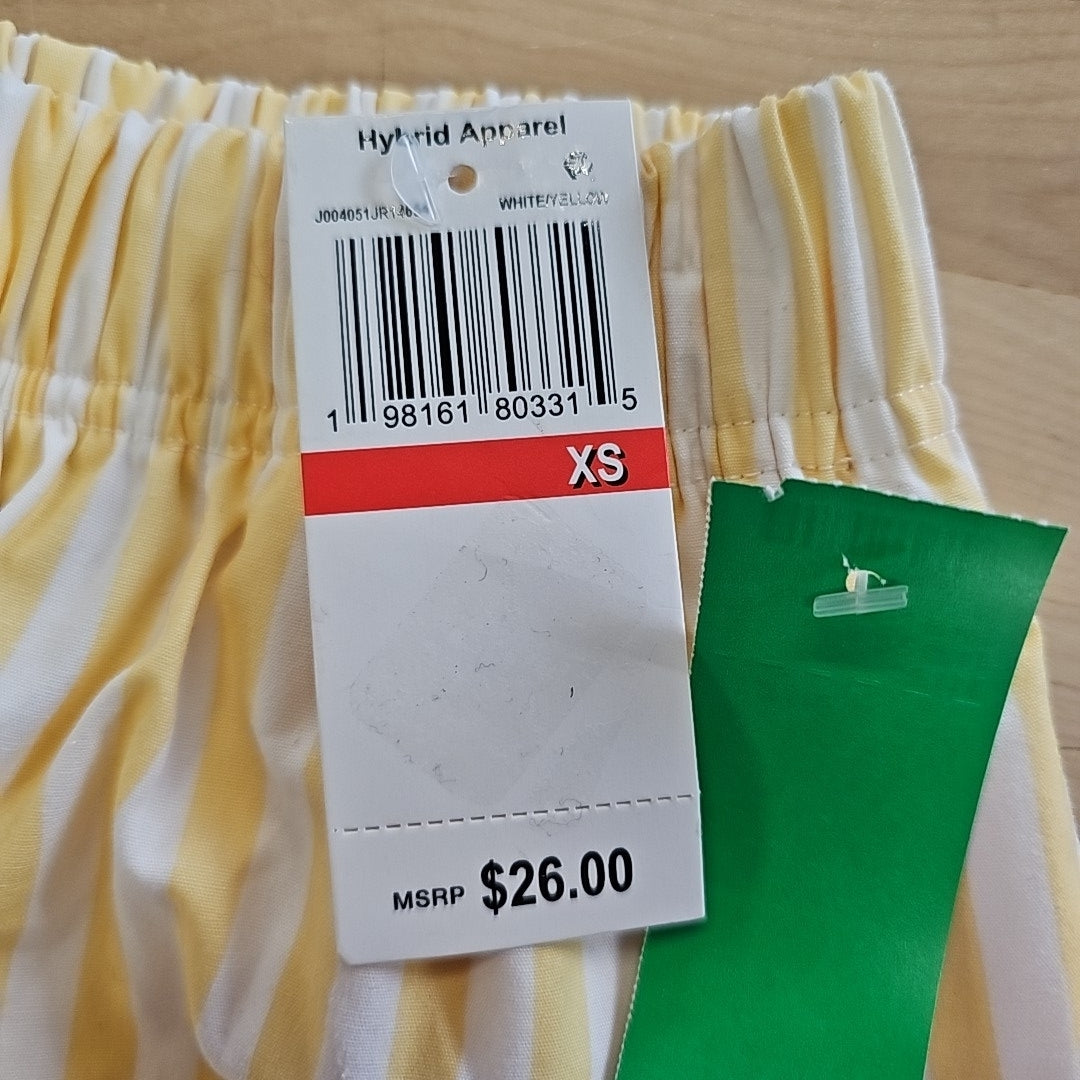 Hybrid Apparel
WHITE/YELLOW
1 98161 80331 5
XS
MSRP $26.00